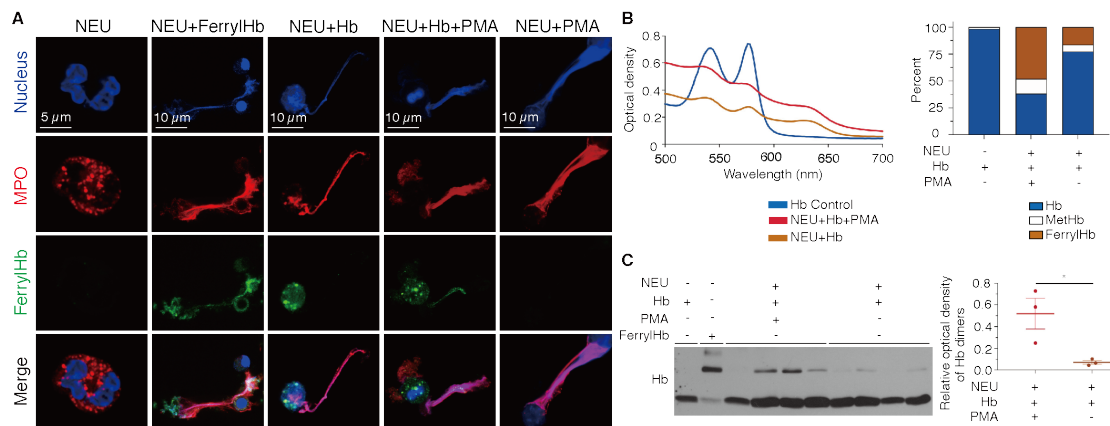 A
NEU NEU+FerrylHb NEU+Hb NEU+Hb+PMA NEU+PMA
Nucleus
5 µm 10 µm 10 µm 10 µm 10 µm
MPO
FerrylHb
Merge
B
Optical density
0.8
0.6
0.4
0.2
0
500 550 600 650 700
Wavelength (nm)
Hb Control
NEU+Hb+PMA
NEU+Hb
Percent
100
75
50
25
0
NEU - + +
Hb + + +
PMA - + -
Hb
MetHb
FerrylHb
C
NEU - - + +
Hb + - + +
PMA - - + -
FerrylHb - + - -
Hb
Relative optical density
of Hb dimers
0.8
0.6
0.4
0.2
0.0
*
NEU + +
Hb + +
PMA + -